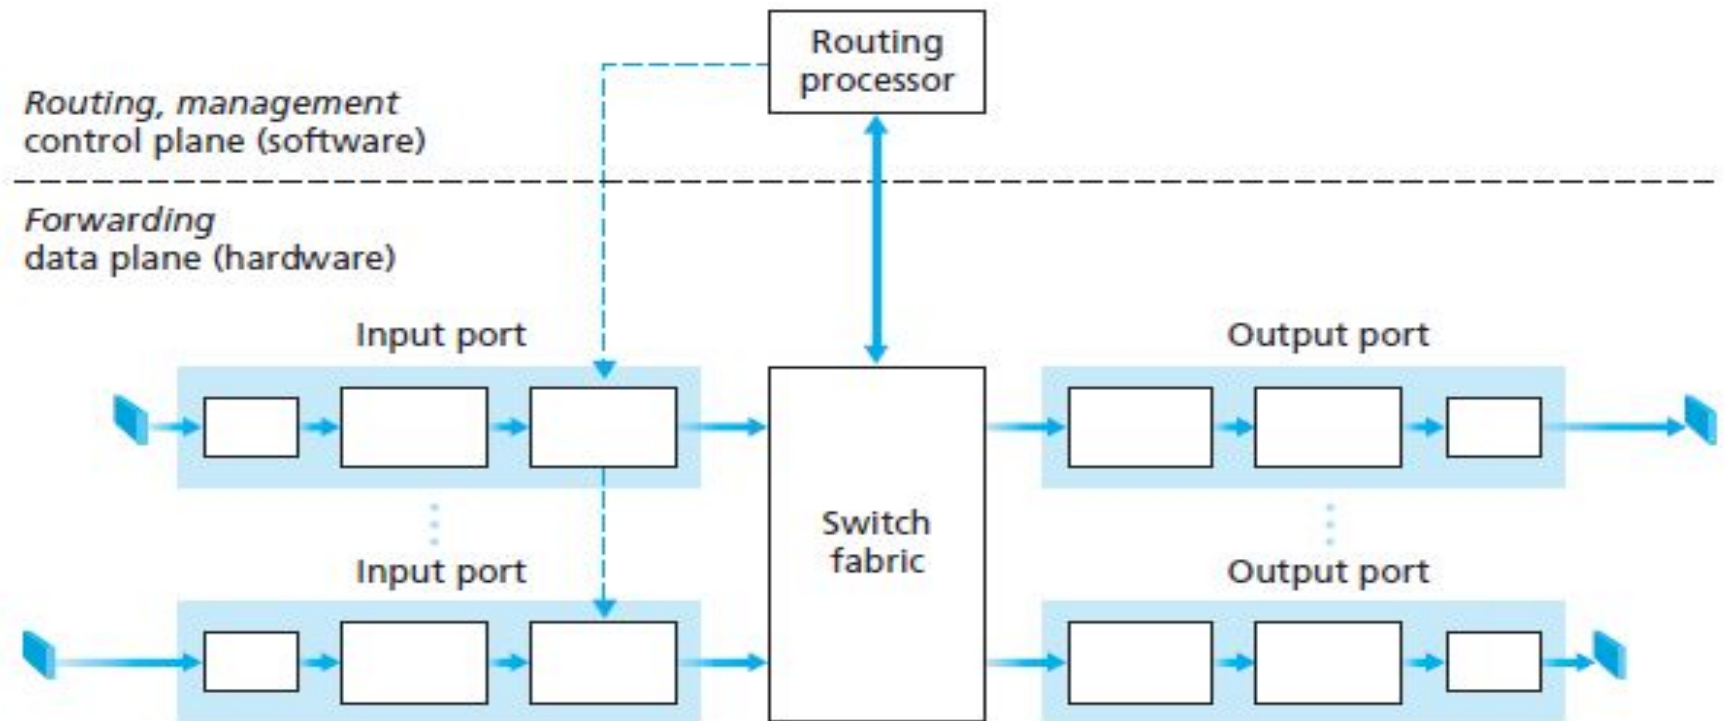 Routing
processor
Routing, management
control plane (software)
Forwarding
data plane (hardware)
Input port
Output port
Switch
fabric
Input port
Output port